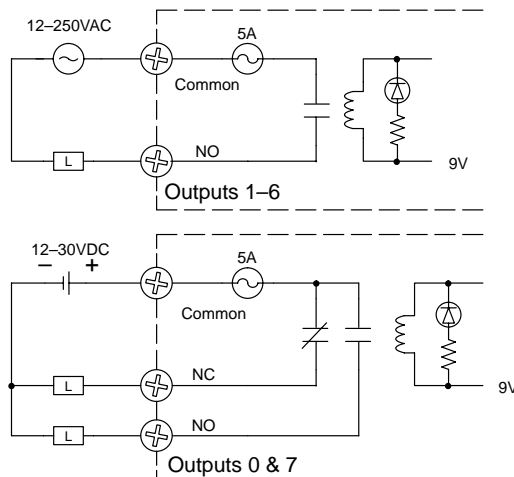 12–250VAC
5A
Common
L
NO
9V
Outputs 1–6
12–30VDC
− +
5A
Common
L
NC
9V
L
NO
Outputs 0 & 7